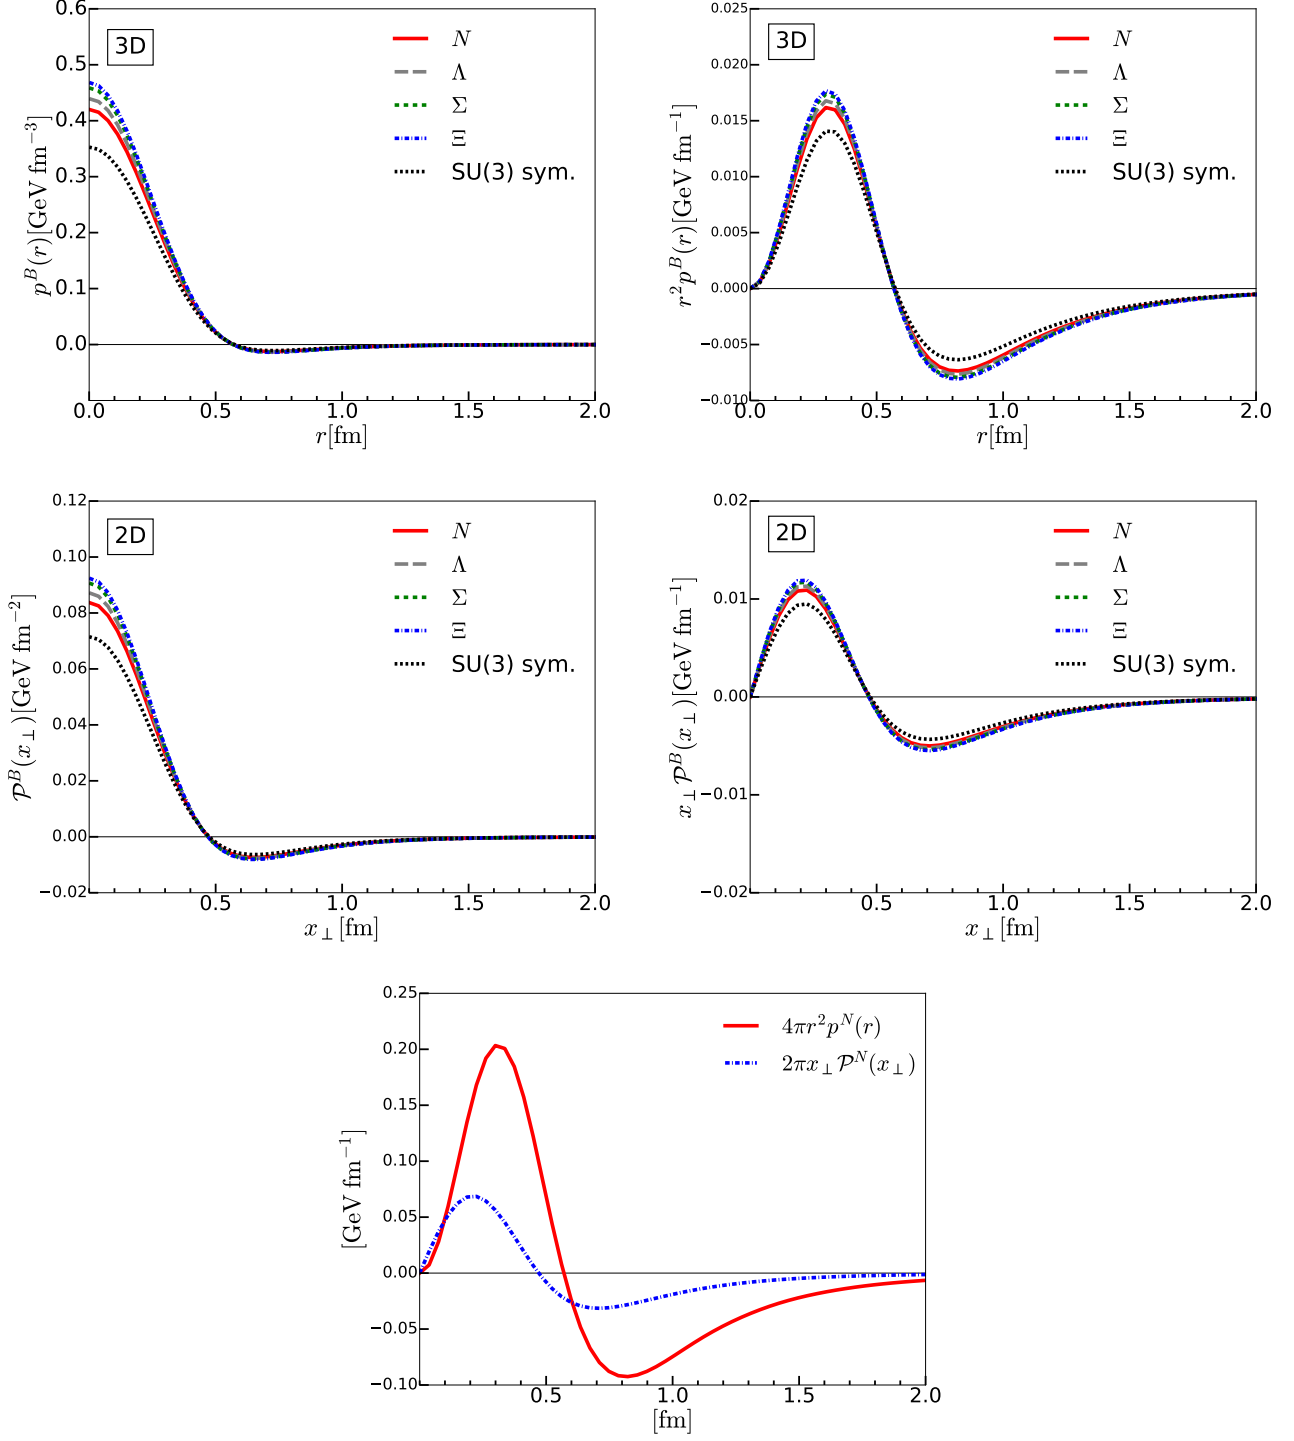 3D
N
Λ
Σ
Ξ
SU(3) sym.
p^B(r)[GeV fm^{−3}]
0.6
0.5
0.4
0.3
0.2
0.1
0.0
0.0 0.5 1.0 1.5 2.0
r[fm]
3D
N
Λ
Σ
Ξ
SU(3) sym.
r^2p^B(r)[GeV fm^{−1}]
0.025
0.020
0.015
0.010
0.005
0.000
−0.005
−0.010
0.0 0.5 1.0 1.5 2.0
r[fm]
2D
N
Λ
Σ
Ξ
SU(3) sym.
𝒫^B(x_⊥)[GeV fm^{−2}]
0.12
0.10
0.08
0.06
0.04
0.02
0.00
−0.02
0.5 1.0 1.5 2.0
x_⊥[fm]
2D
N
Λ
Σ
Ξ
SU(3) sym.
x_⊥𝒫^B(x_⊥)[GeV fm^{−1}]
0.02
0.01
0.00
−0.01
−0.02
0.5 1.0 1.5 2.0
x_⊥[fm]
4πr^2p^N(r)
2πx_⊥𝒫^N(x_⊥)
[GeV fm^{−1}]
0.25
0.20
0.15
0.10
0.05
0.00
−0.05
−0.10
0.5 1.0 1.5 2.0
[fm]